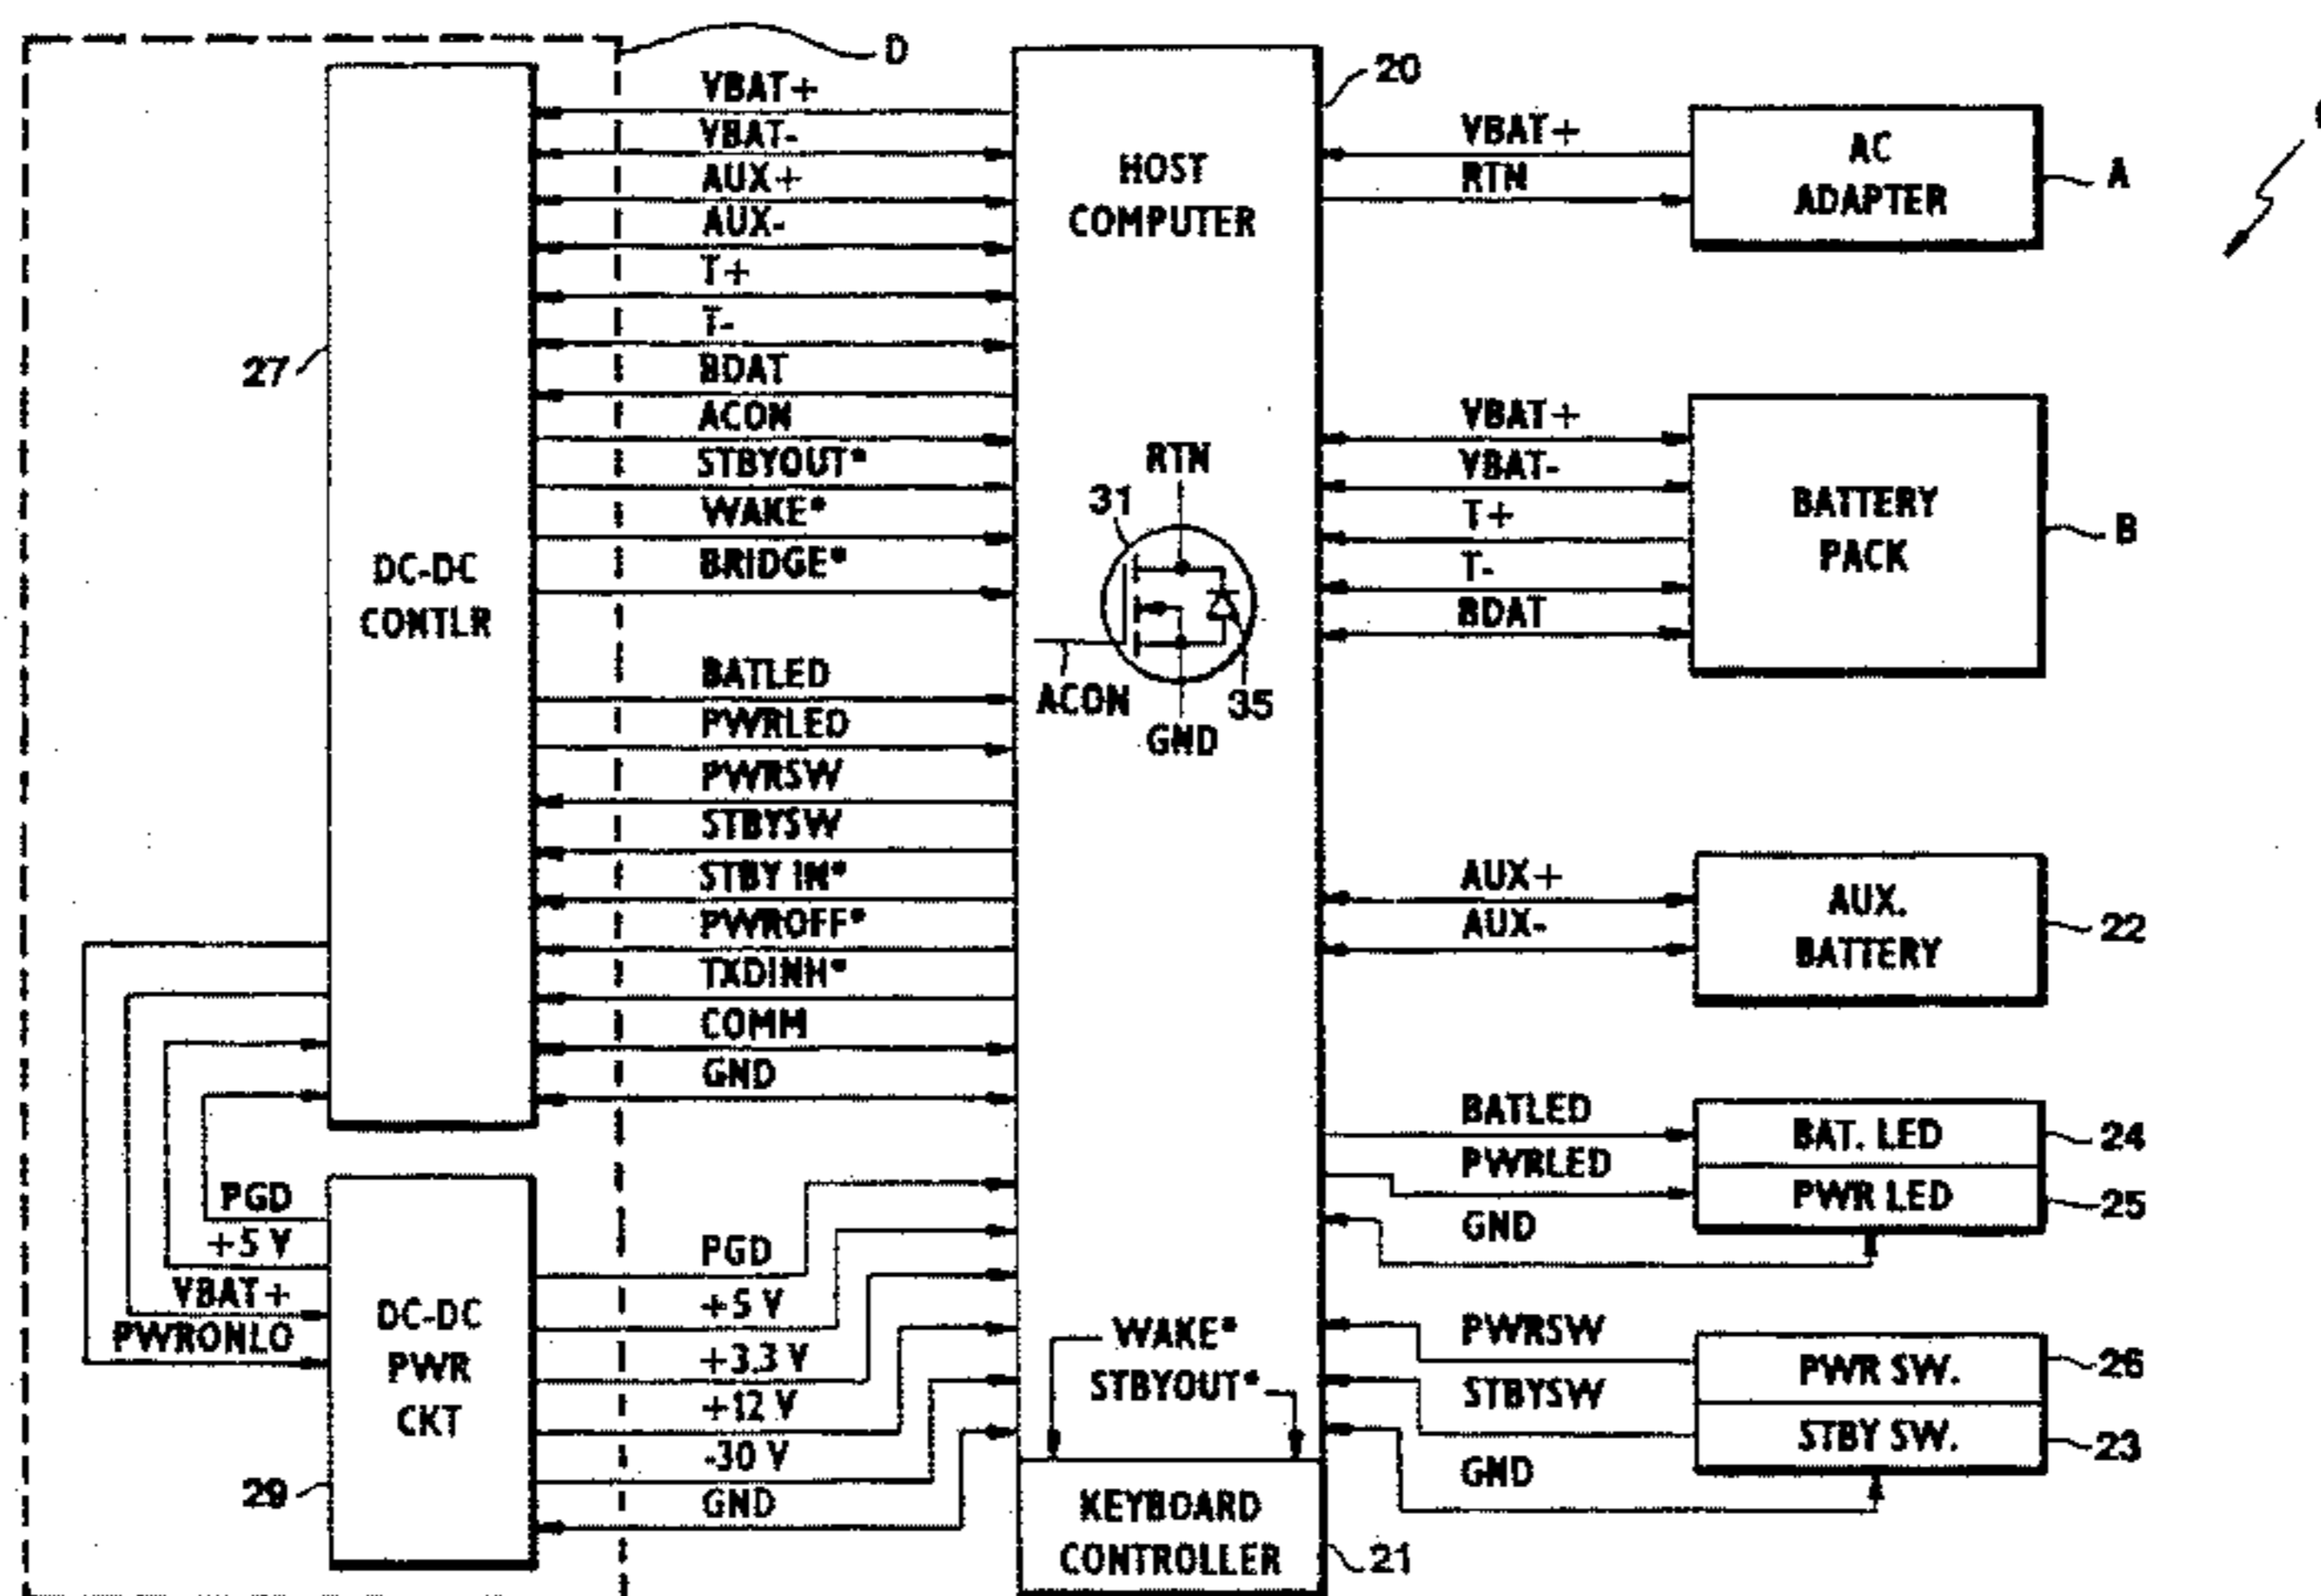 D
VBAT+
VBAT-
AUX+
AUX-
T+
T-
BDAT
ACON
STBYOUT*
WAKE*
BRIDGE*
BATLED
PWRLED
PWRSW
STBYSW
STBY IN*
PWROFF*
TXDINH*
COMM
GND
27
DC-DC
CONTLR
PGD
+5 V
VBAT+
PWRONLO
DC-DC
PWR
CKT
29
PGD
+5 V
+3.3 V
+12 V
-30 V
GND
20
HOST
COMPUTER
RTN
31
ACON
35
GND
WAKE*
STBYOUT*
KEYBOARD
CONTROLLER
21
VBAT+
RTN
AC
ADAPTER
A
VBAT+
VBAT-
T+
T-
BDAT
BATTERY
PACK
B
AUX+
AUX-
AUX.
BATTERY
22
BATLED
PWRLED
GND
BAT. LED
24
PWR LED
25
PWRSW
STBYSW
GND
PWR SW.
26
STBY SW.
23